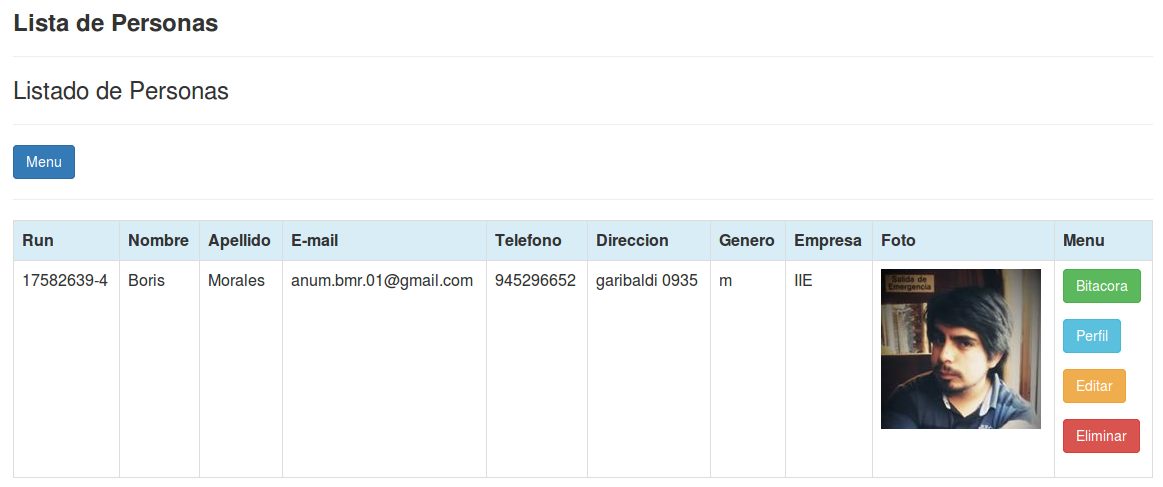 Lista de Personas
Listado de Personas
Menu
Run Nombre Apellido E-mail Telefono Direccion Genero Empresa Foto Menu
17582639-4 Boris Morales anum.bmr.01@gmail.com 945296652 garibaldi 0935 m IIE
Salida de
Emergencia
Bitacora
Perfil
Editar
Eliminar